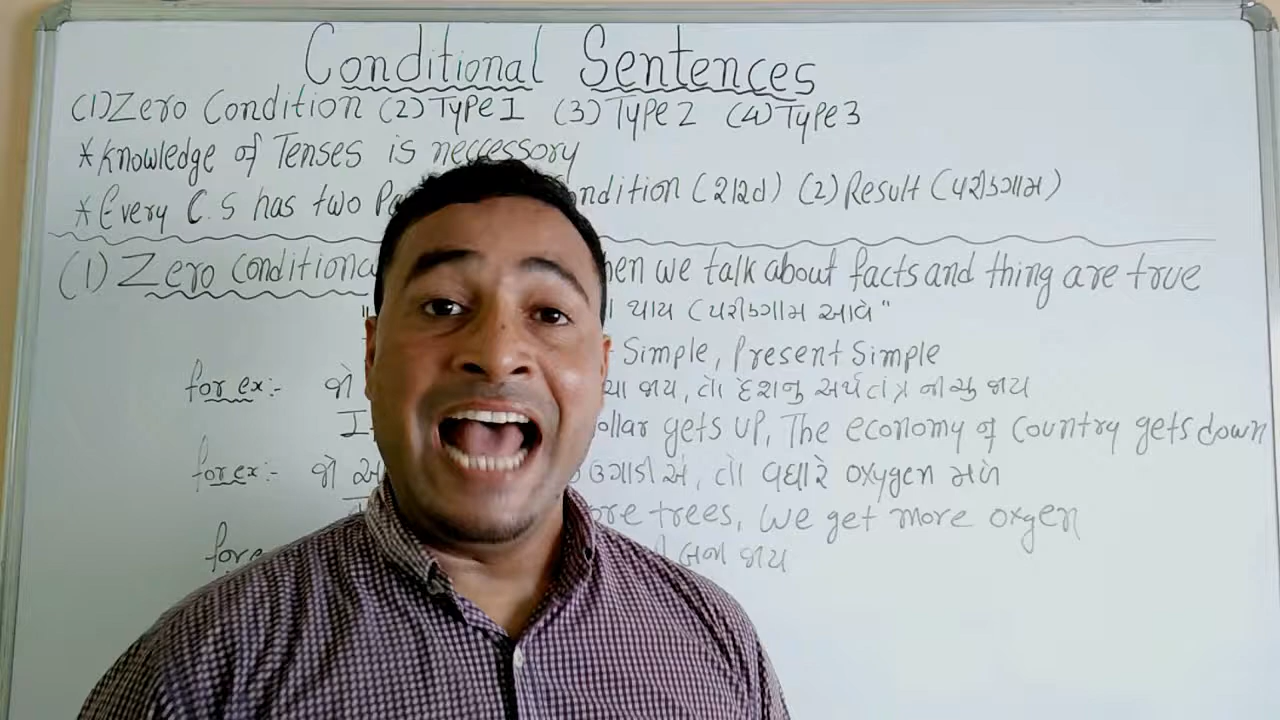 Conditional Sentences
(1) Zero Condition (2) Type 1 (3) Type 2 (4) Type 3
* Knowledge of Tenses is neccessory
* Every C.S has two ndition (શરત) (2) Result (પરીણામ)
(1) Zero Condition hen we talk about facts and thing are true
થાય (પરીણામ આવે"
Simple, Present Simple
for ex:- જો યા જાય, તો દેશનુ અર્થતંત્ર નીચુ જાય
ollar gets up, The economy of country gets down
for ex:- જો ઉગાડીએ, તો વધારે oxygen મળે
ore trees, we get more oxgen
for બની જાય